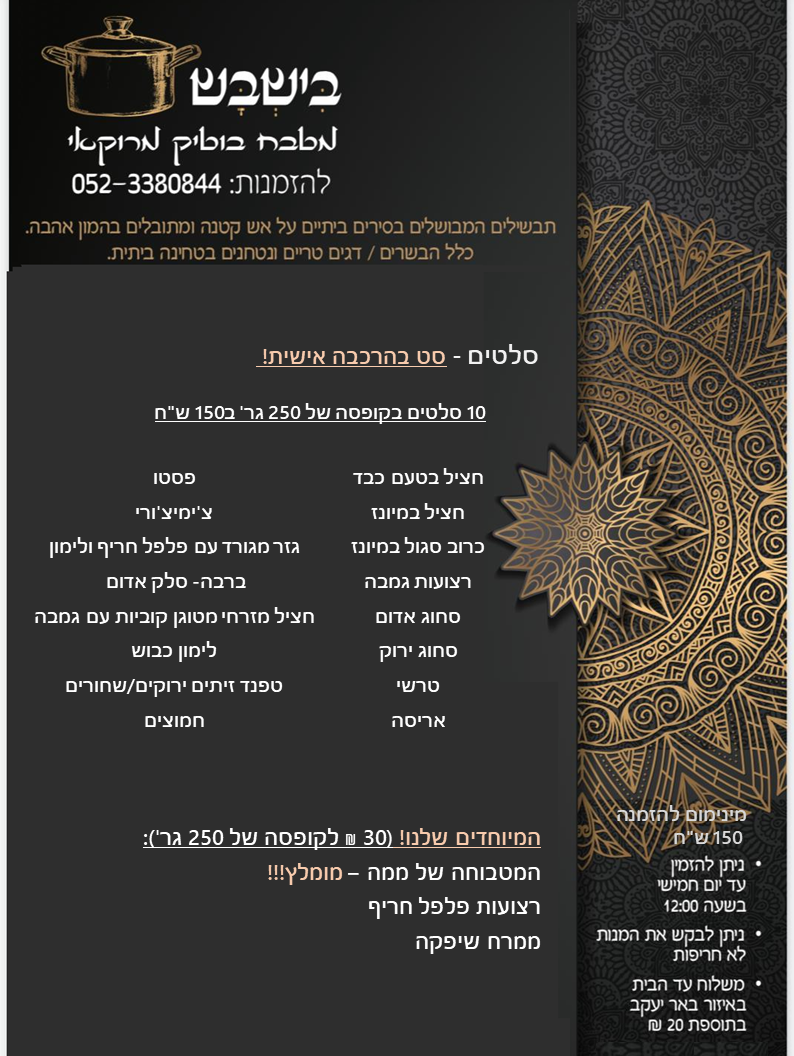 בִּישְׁבָּש
מטבח בוטיק מרוקאי
להזמנות: 052-3380844
תבשילים המבושלים בסירים ביתיים על אש קטנה ומתובלים בהמון אהבה.
כלל הבשרים / דגים טריים ונטחנים בטחינה ביתית.
סלטים - סט בהרכבה אישית!
10 סלטים בקופסה של 250 גר' ב150 ש"ח
חציל בטעם כבד
חציל במיונז
כרוב סגול במיונז
רצועות גמבה
סחוג אדום
סחוג ירוק
טרשי
אריסה
פסטו
צ'ימיצ'ורי
גזר מגורד עם פלפל חריף ולימון
ברבה- סלק אדום
חציל מזרחי מטוגן קוביות עם גמבה
לימון כבוש
טפנד זיתים ירוקים/שחורים
חמוצים
המיוחדים שלנו! (30 ₪ לקופסה של 250 גר'):
המטבוחה של ממה – מומלץ!!!
רצועות פלפל חריף
ממרח שיפקה
מינימום להזמנה
150 ש"ח
• ניתן להזמין
עד יום חמישי
בשעה 12:00
• ניתן לבקש את המנות
לא חריפות
• משלוח עד הבית
באיזור באר יעקב
בתוספת 20 ₪